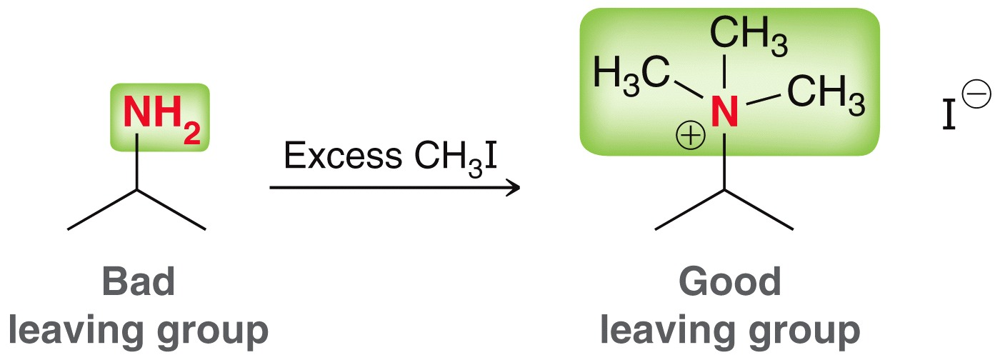 NH₂
Excess CH₃I
CH₃
H₃C
CH₃
N
⊕
I⊖
Bad
leaving group
Good
leaving group